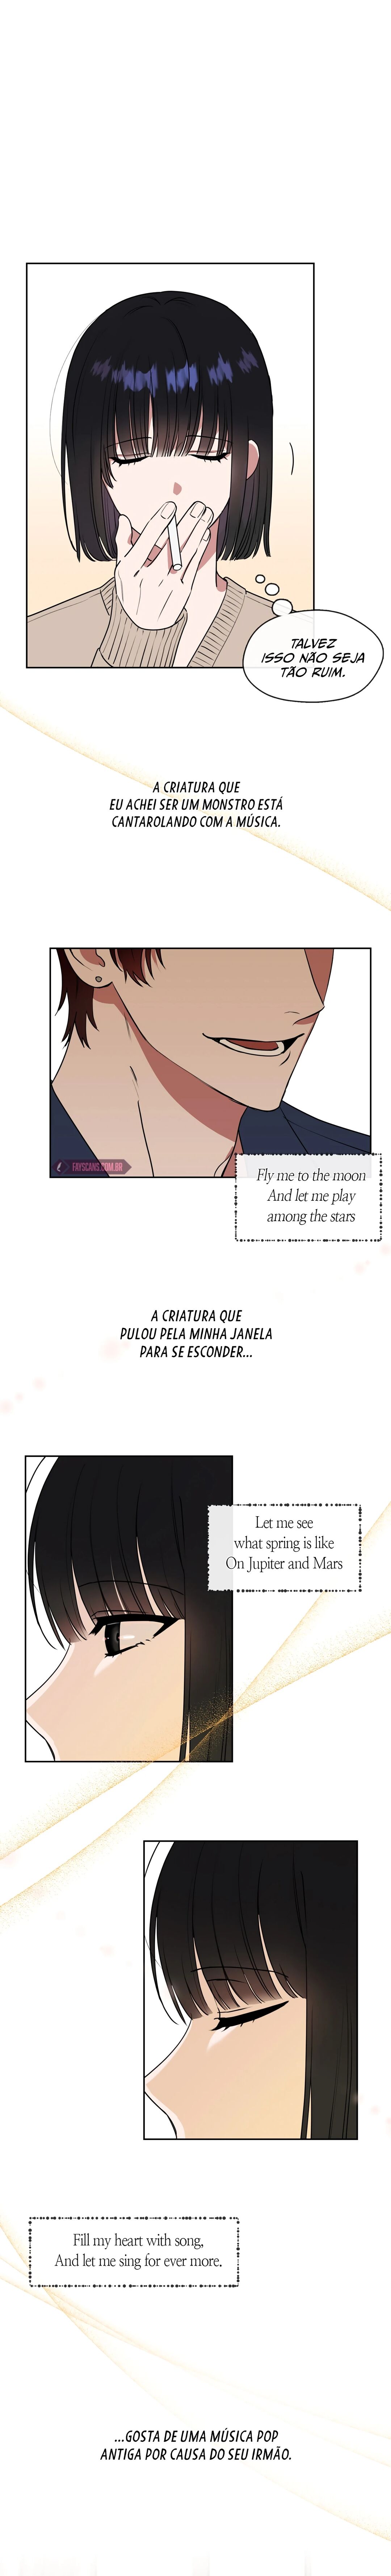 TALVEZ
ISSO NÃO SEJA
TÃO RUIM.
A CRIATURA QUE
EU ACHEI SER UM MONSTRO ESTÁ
CANTAROLANDO COM A MÚSICA.
FAYSCANS.COM.BR
Fly me to the moon
And let me play
among the stars
A CRIATURA QUE
PULOU PELA MINHA JANELA
PARA SE ESCONDER...
Let me see
what spring is like
On Jupiter and Mars
Fill my heart with song,
And let me sing for ever more.
...GOSTA DE UMA MÚSICA POP
ANTIGA POR CAUSA DO SEU IRMÃO.